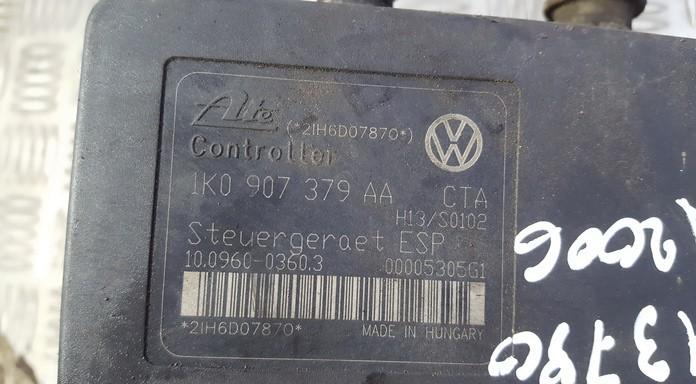 Ate (*2IH6D07870*)
Controller
1K0 907 379 AA CTA
H13/S0102
Steuergeraet ESP
10.0960-0360.3 00005305G1
*2IH6D07870*
MADE IN HUNGARY
2006